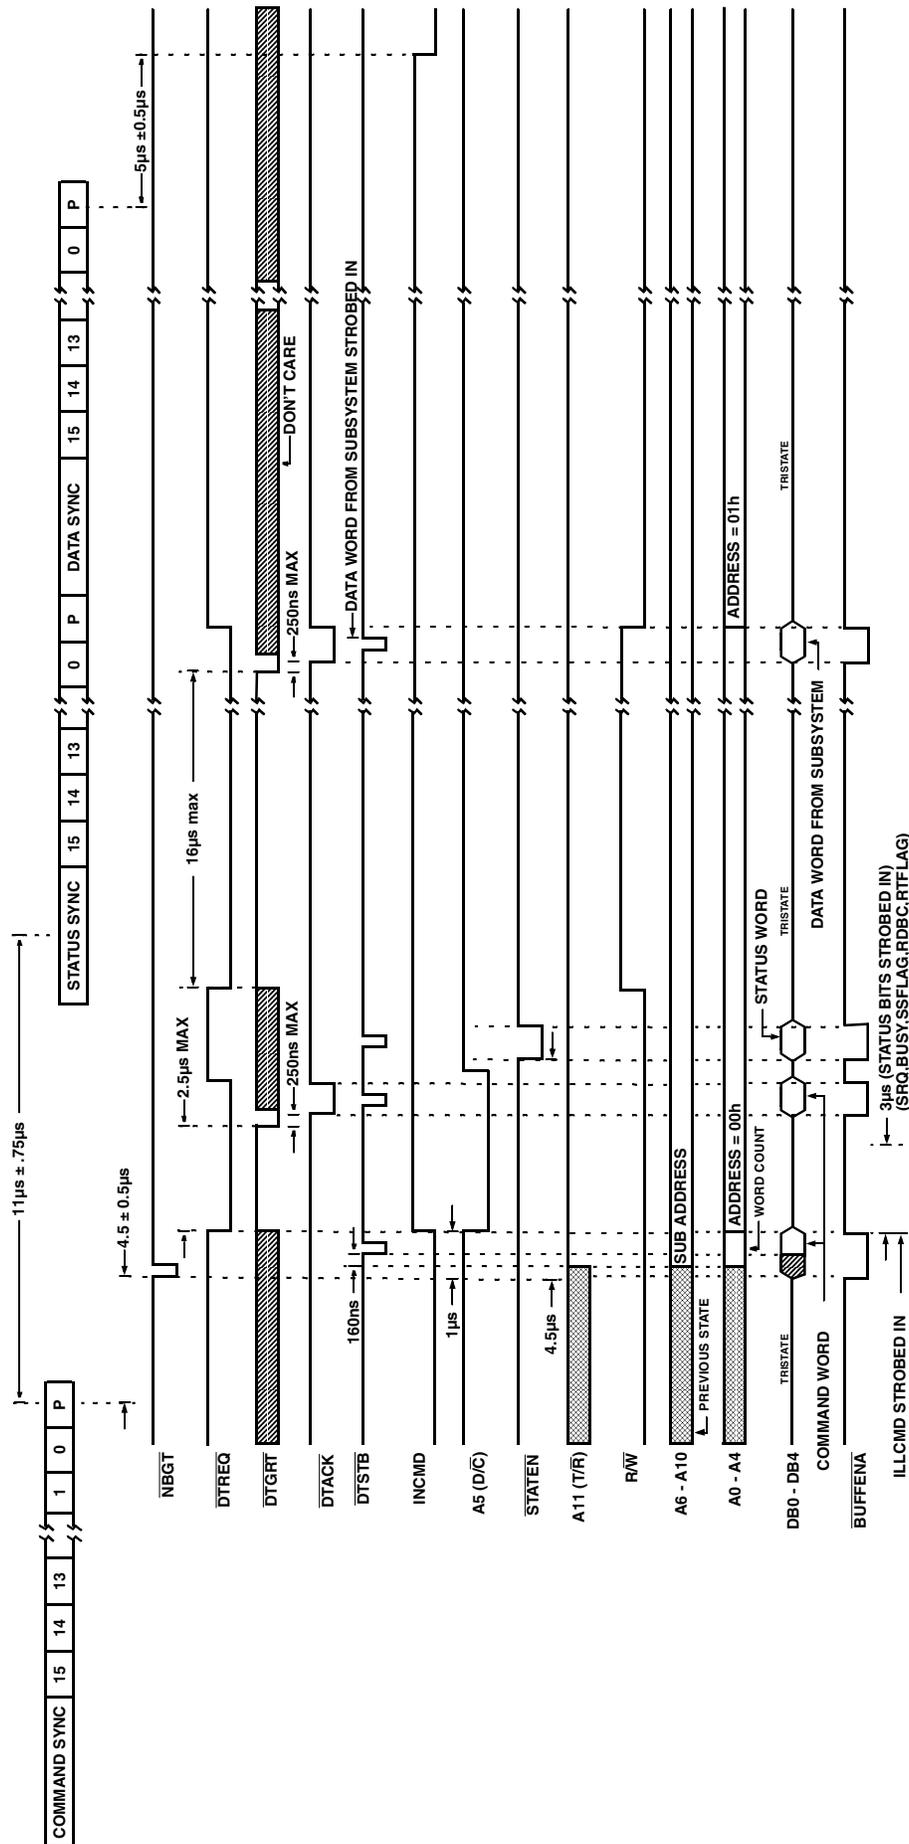 COMMAND SYNC 15 14 13 1 0 P
11µs ± .75µs
STATUS SYNC 15 14 13 0 P DATA SYNC 15 14 13 0 P
4.5 ± 0.5µs
5µs ±0.5µs
NBGT
2.5µs MAX
16µs max
DTREQ
DTGRT
250ns MAX
250ns MAX
DON'T CARE
DTACK
DTSTB
160ns
DATA WORD FROM SUBSYSTEM STROBED IN
INCMD
1µs
A5 (D/C)
STATEN
4.5µs
A11 (T/R)
R/W
A6 - A10
SUB ADDRESS
PREVIOUS STATE
A0 - A4
ADDRESS = 00h
ADDRESS = 01h
WORD COUNT
STATUS WORD
DB0 - DB4
TRISTATE
TRISTATE
TRISTATE
COMMAND WORD
DATA WORD FROM SUBSYSTEM
BUFFENA
3µs (STATUS BITS STROBED IN)
(SRQ,BUSY,SSFLAG,RDBC,RTFLAG)
ILLCMD STROBED IN